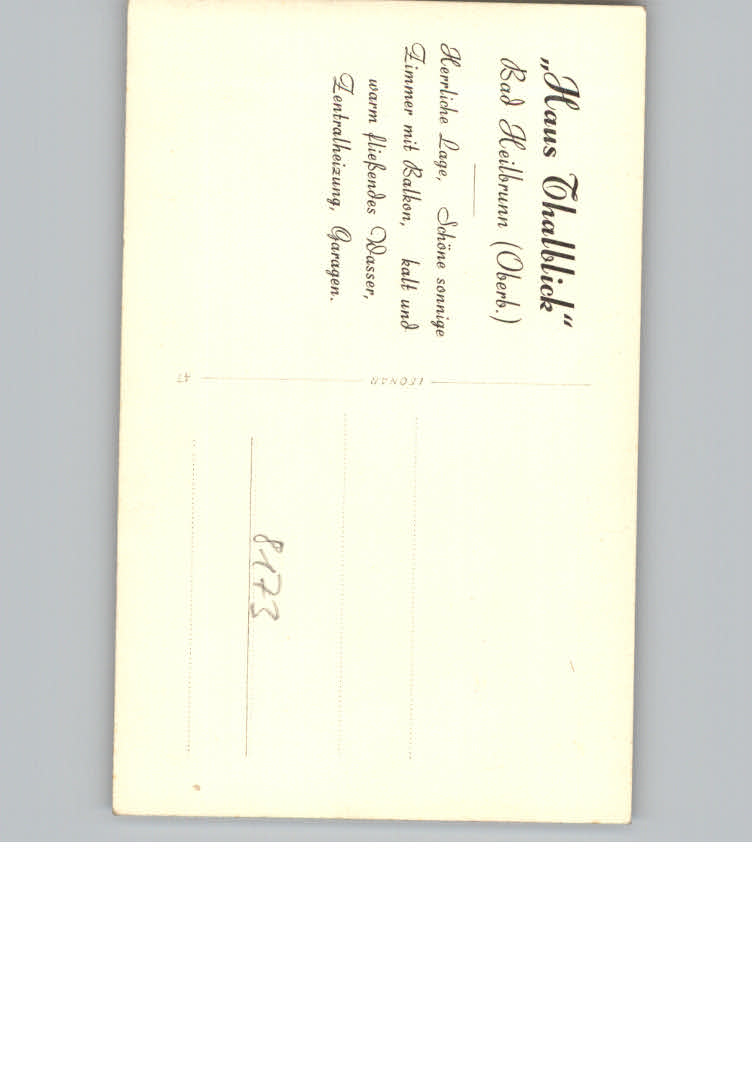 „Haus Thalblick“
Bad Heilbrunn (Oberb.)
Herrliche Lage, Schöne sonnige
Zimmer mit Balkon, kalt und
warm fließendes Wasser,
Zentralheizung, Garagen.
LEONAR
8173